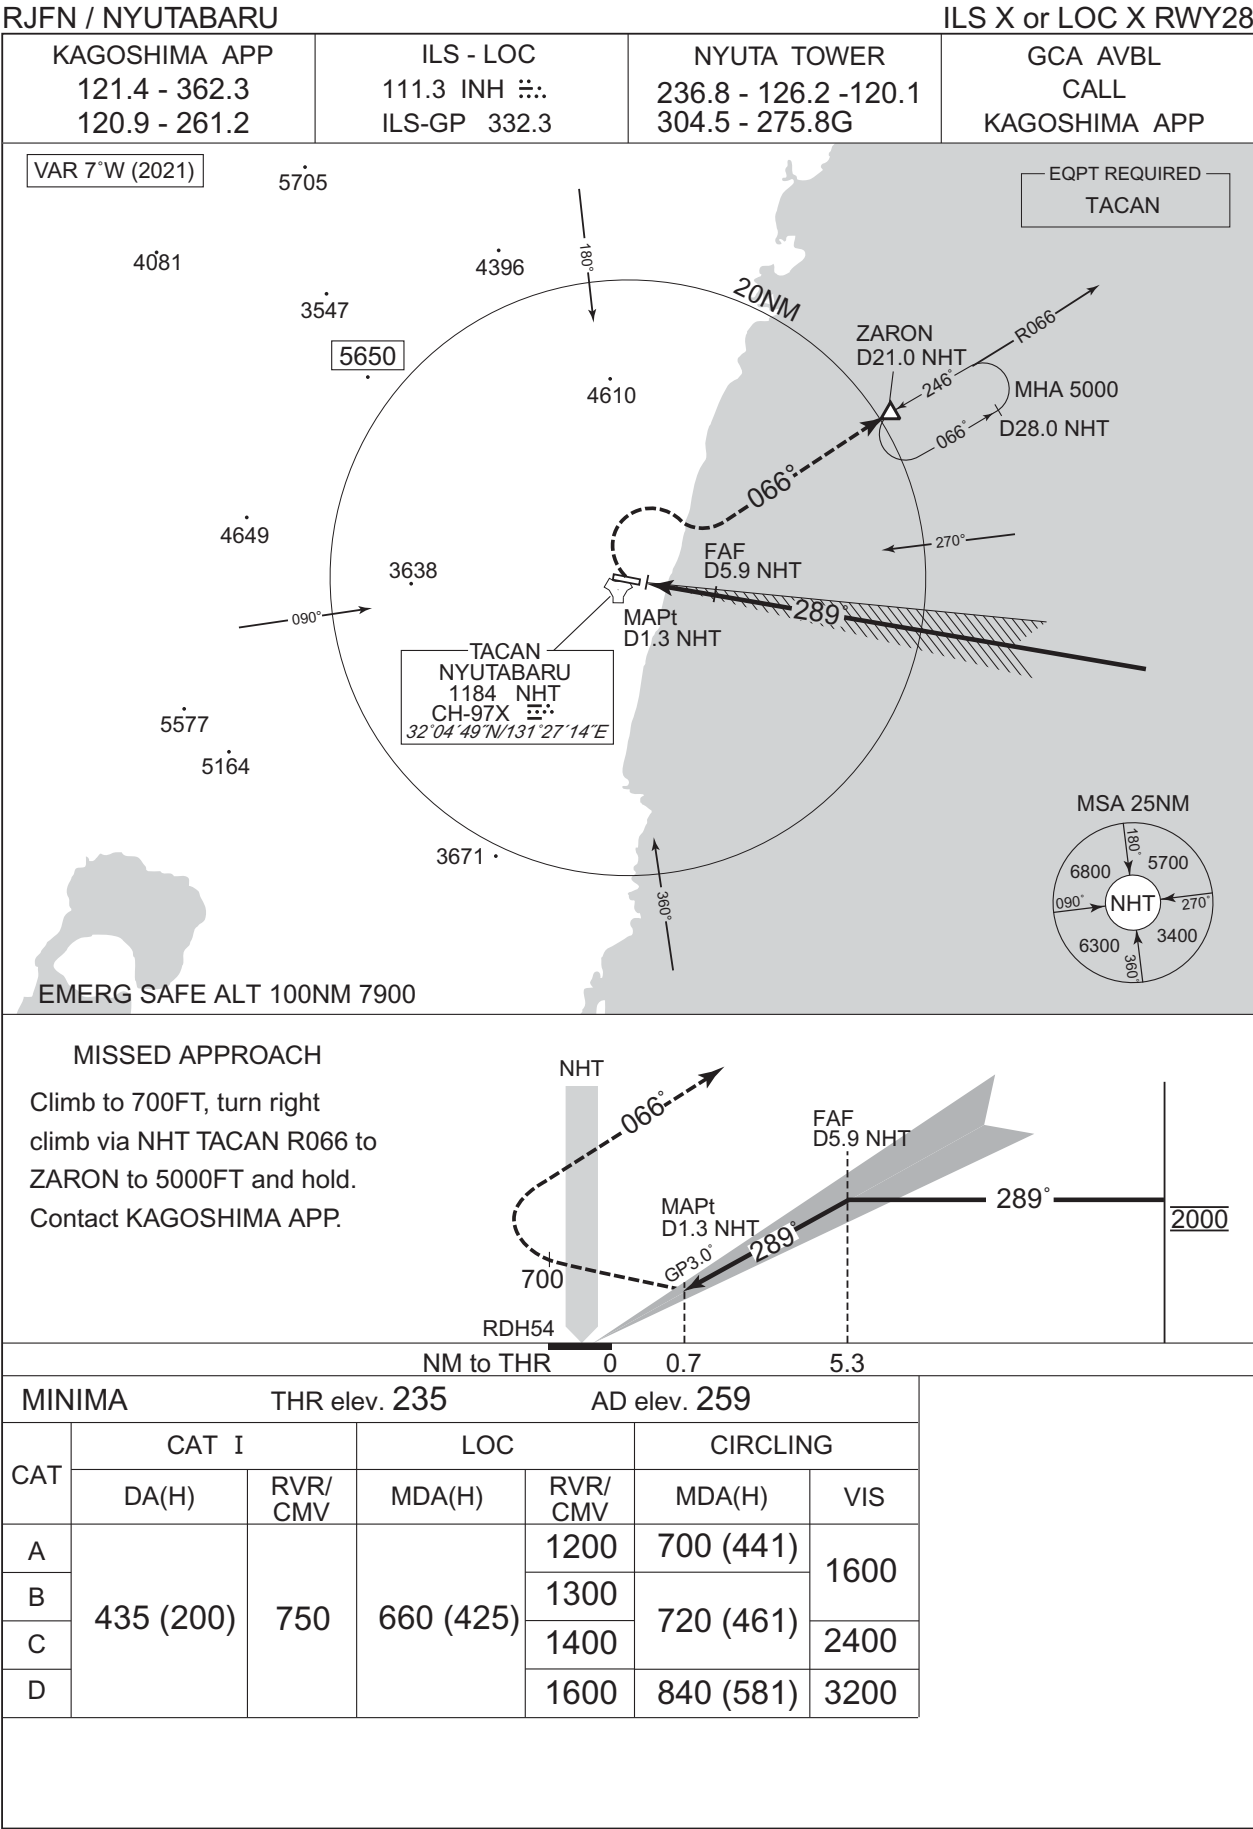 RJFN / NYUTABARU
ILS X or LOC X RWY28
KAGOSHIMA APP
121.4 - 362.3
120.9 - 261.2
ILS - LOC
111.3 INH
ILS-GP 332.3
NYUTA TOWER
236.8 - 126.2 -120.1
304.5 - 275.8G
GCA AVBL
CALL
KAGOSHIMA APP
VAR 7°W (2021)
EQPT REQUIRED
TACAN
5705
4081
4396
180°
3547
20NM
5650
4610
ZARON
D21.0 NHT
R066
246°
MHA 5000
066°
D28.0 NHT
066°
4649
270°
FAF
D5.9 NHT
3638
090°
289°
MAPt
D1.3 NHT
TACAN
NYUTABARU
1184 NHT
CH-97X
32°04´49˝N/131°27´14˝E
5577
5164
3671
360°
MSA 25NM
180°
6800
5700
090°
NHT
270°
6300
3400
360°
EMERG SAFE ALT 100NM 7900
MISSED APPROACH
Climb to 700FT, turn right
climb via NHT TACAN R066 to
ZARON to 5000FT and hold.
Contact KAGOSHIMA APP.
NHT
066°
FAF
D5.9 NHT
MAPt
D1.3 NHT
289°
289°
2000
GP3.0°
700
RDH54
NM to THR 0 0.7 5.3
MINIMA THR elev. 235 AD elev. 259
CAT
CAT I LOC CIRCLING
DA(H) RVR/CMV MDA(H) RVR/CMV MDA(H) VIS
A 1200 700 (441) 1600
B 1300
435 (200) 750 660 (425) 720 (461)
C 1400 2400
D 1600 840 (581) 3200